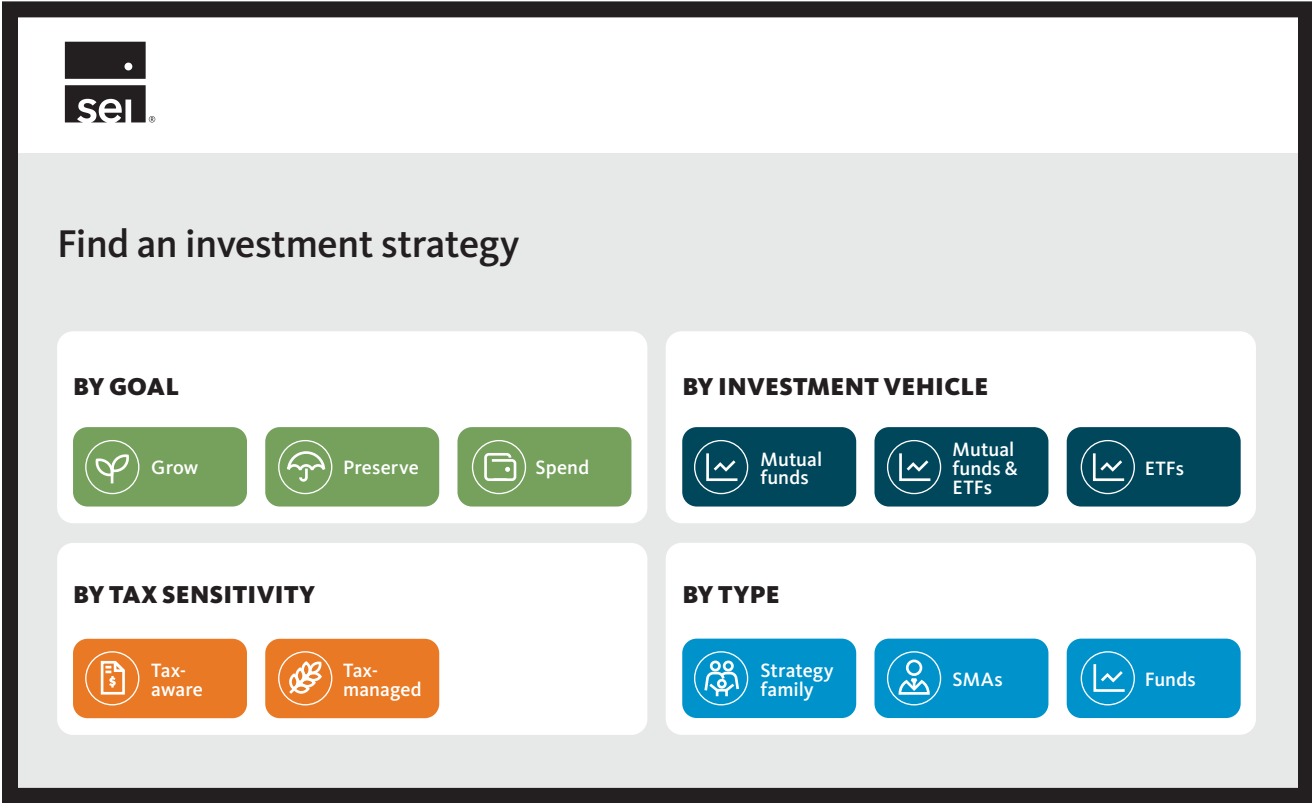 sei®
Find an investment strategy
BY GOAL
Grow
Preserve
Spend
BY INVESTMENT VEHICLE
Mutual
funds
Mutual
funds &
ETFs
ETFs
BY TAX SENSITIVITY
$
Tax-
aware
Tax-
managed
BY TYPE
Strategy
family
SMAs
Funds